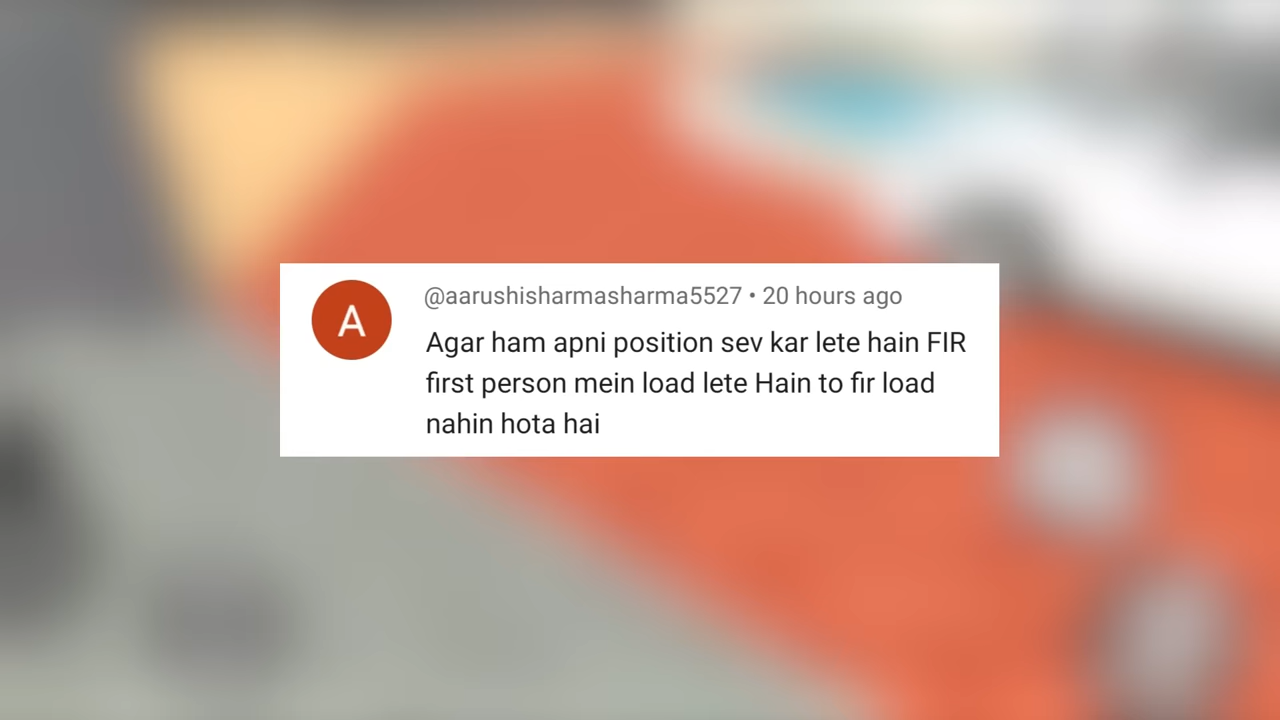 A
@aarushisharmasharma5527 • 20 hours ago
Agar ham apni position sev kar lete hain FIR
first person mein load lete Hain to fir load
nahin hota hai